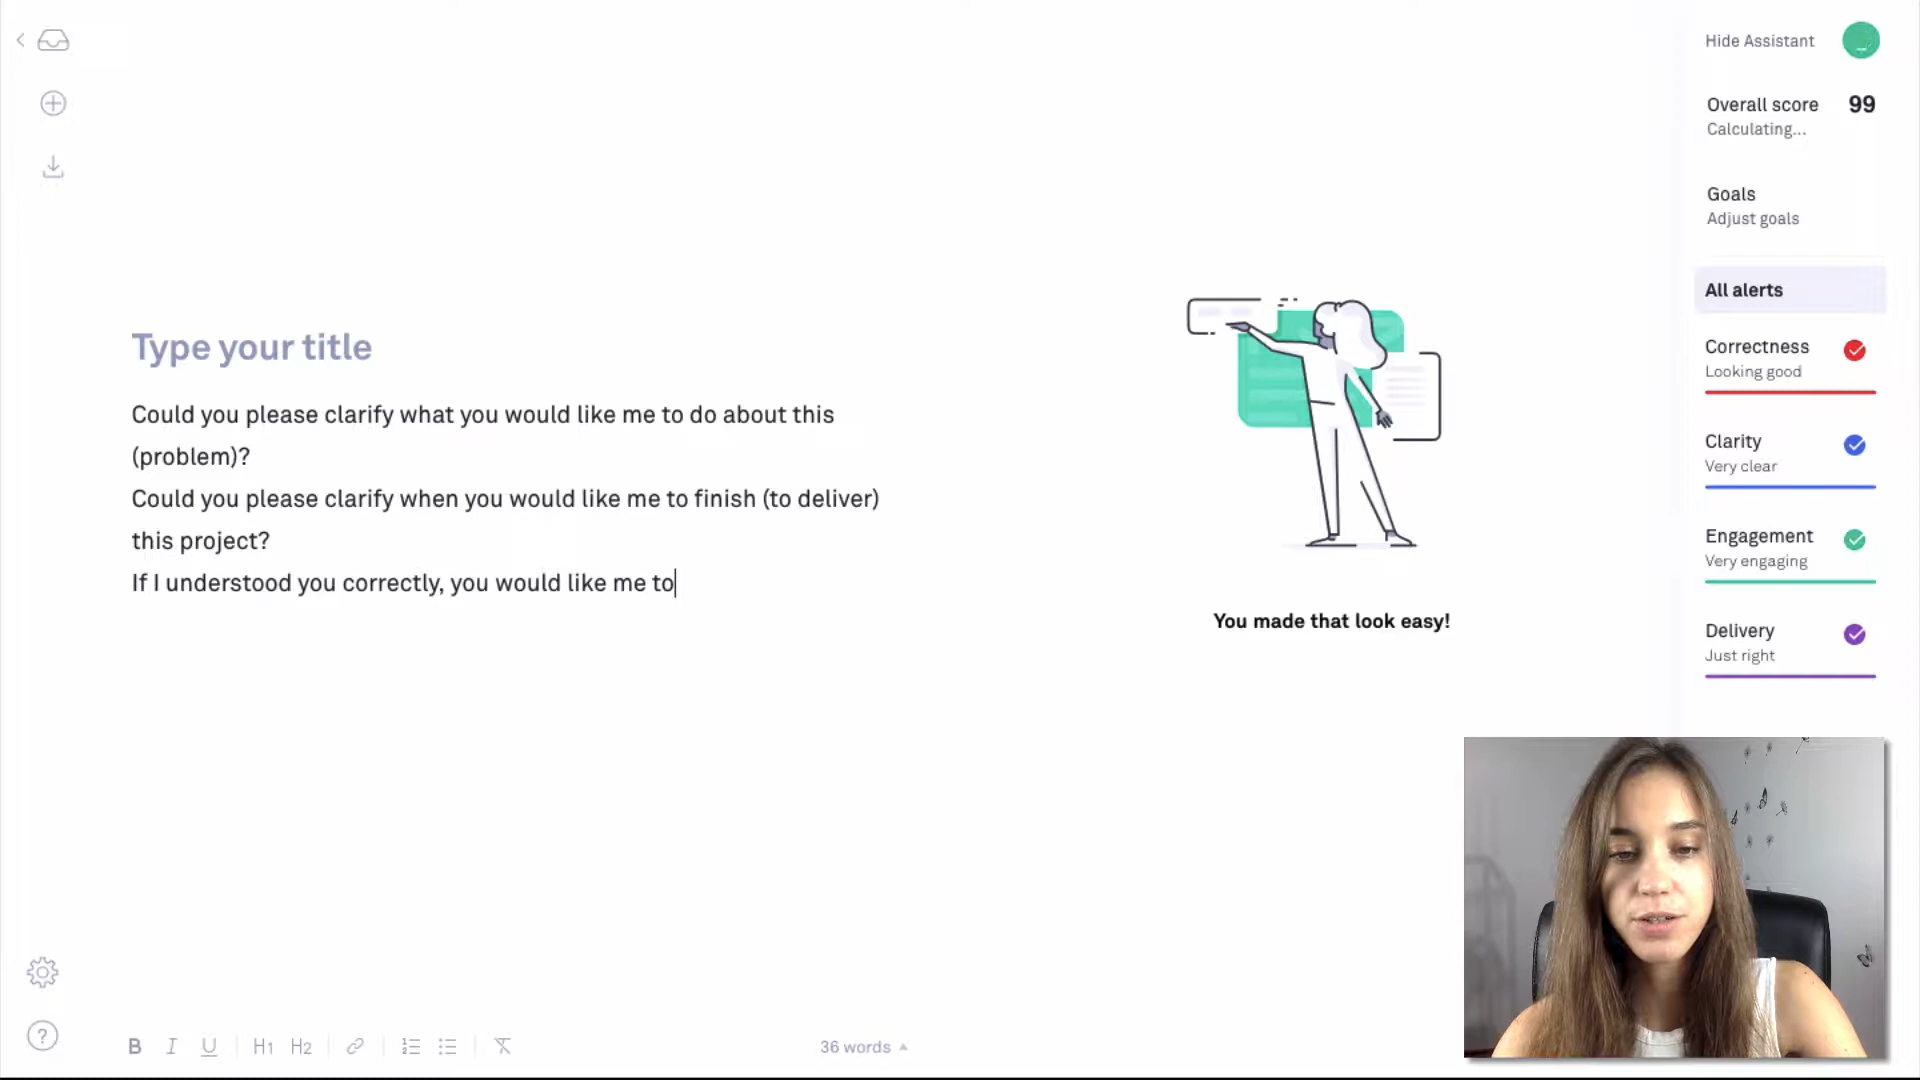 Hide Assistant
Overall score 99
Calculating...
Goals
Adjust goals
All alerts
Correctness
Looking good
Clarity
Very clear
Engagement
Very engaging
Delivery
Just right
Type your title
Could you please clarify what you would like me to do about this
(problem)?
Could you please clarify when you would like me to finish (to deliver)
this project?
If I understood you correctly, you would like me to
You made that look easy!
B I U H1 H2
36 words